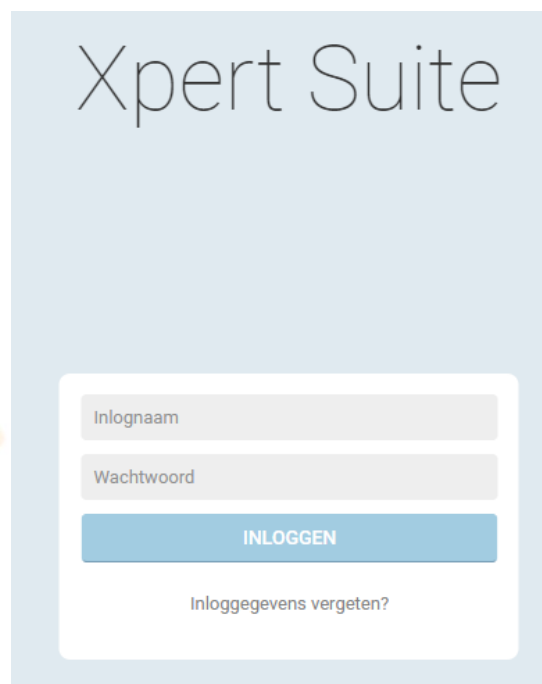 Xpert Suite
Inlognaam
Wachtwoord
INLOGGEN
Inloggegevens vergeten?